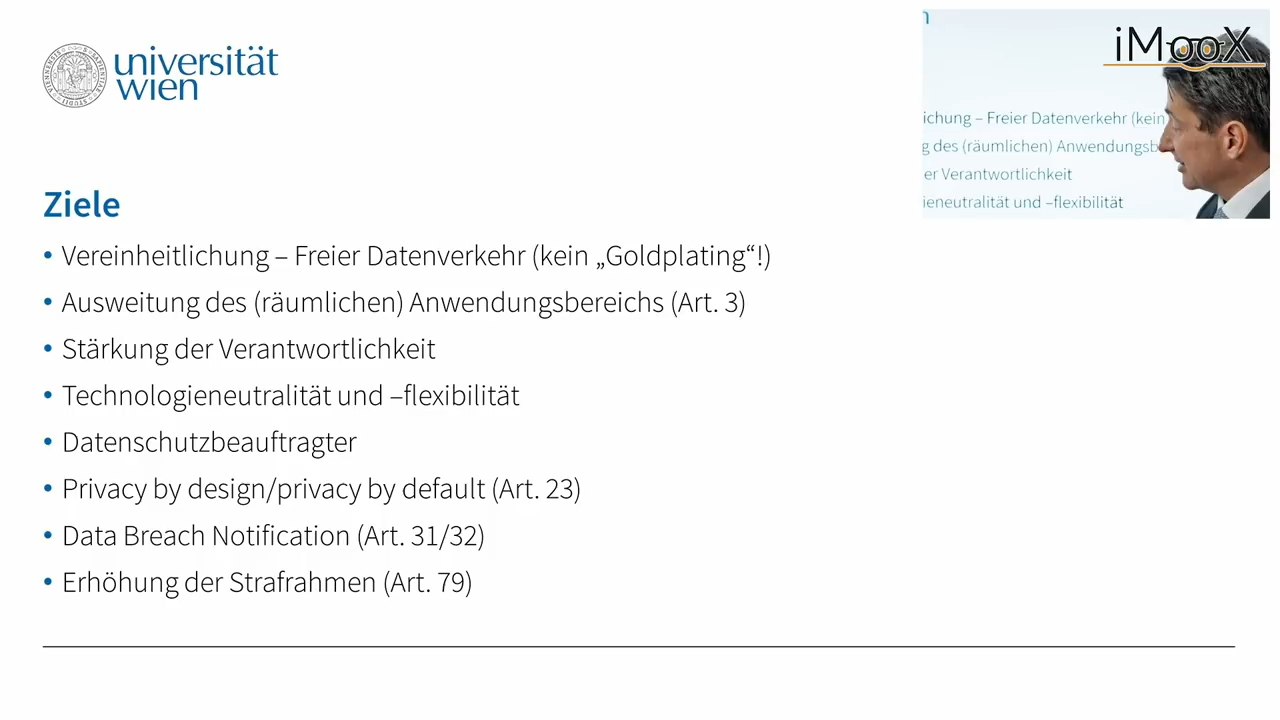 universität
wien
iMooX
ichung – Freier Datenverkehr (kein
g des (räumlichen) Anwendungsb
er Verantwortlichkeit
ieneutralität und –flexibilität
Ziele
• Vereinheitlichung – Freier Datenverkehr (kein „Goldplating“!)
• Ausweitung des (räumlichen) Anwendungsbereichs (Art. 3)
• Stärkung der Verantwortlichkeit
• Technologieneutralität und –flexibilität
• Datenschutzbeauftragter
• Privacy by design/privacy by default (Art. 23)
• Data Breach Notification (Art. 31/32)
• Erhöhung der Strafrahmen (Art. 79)